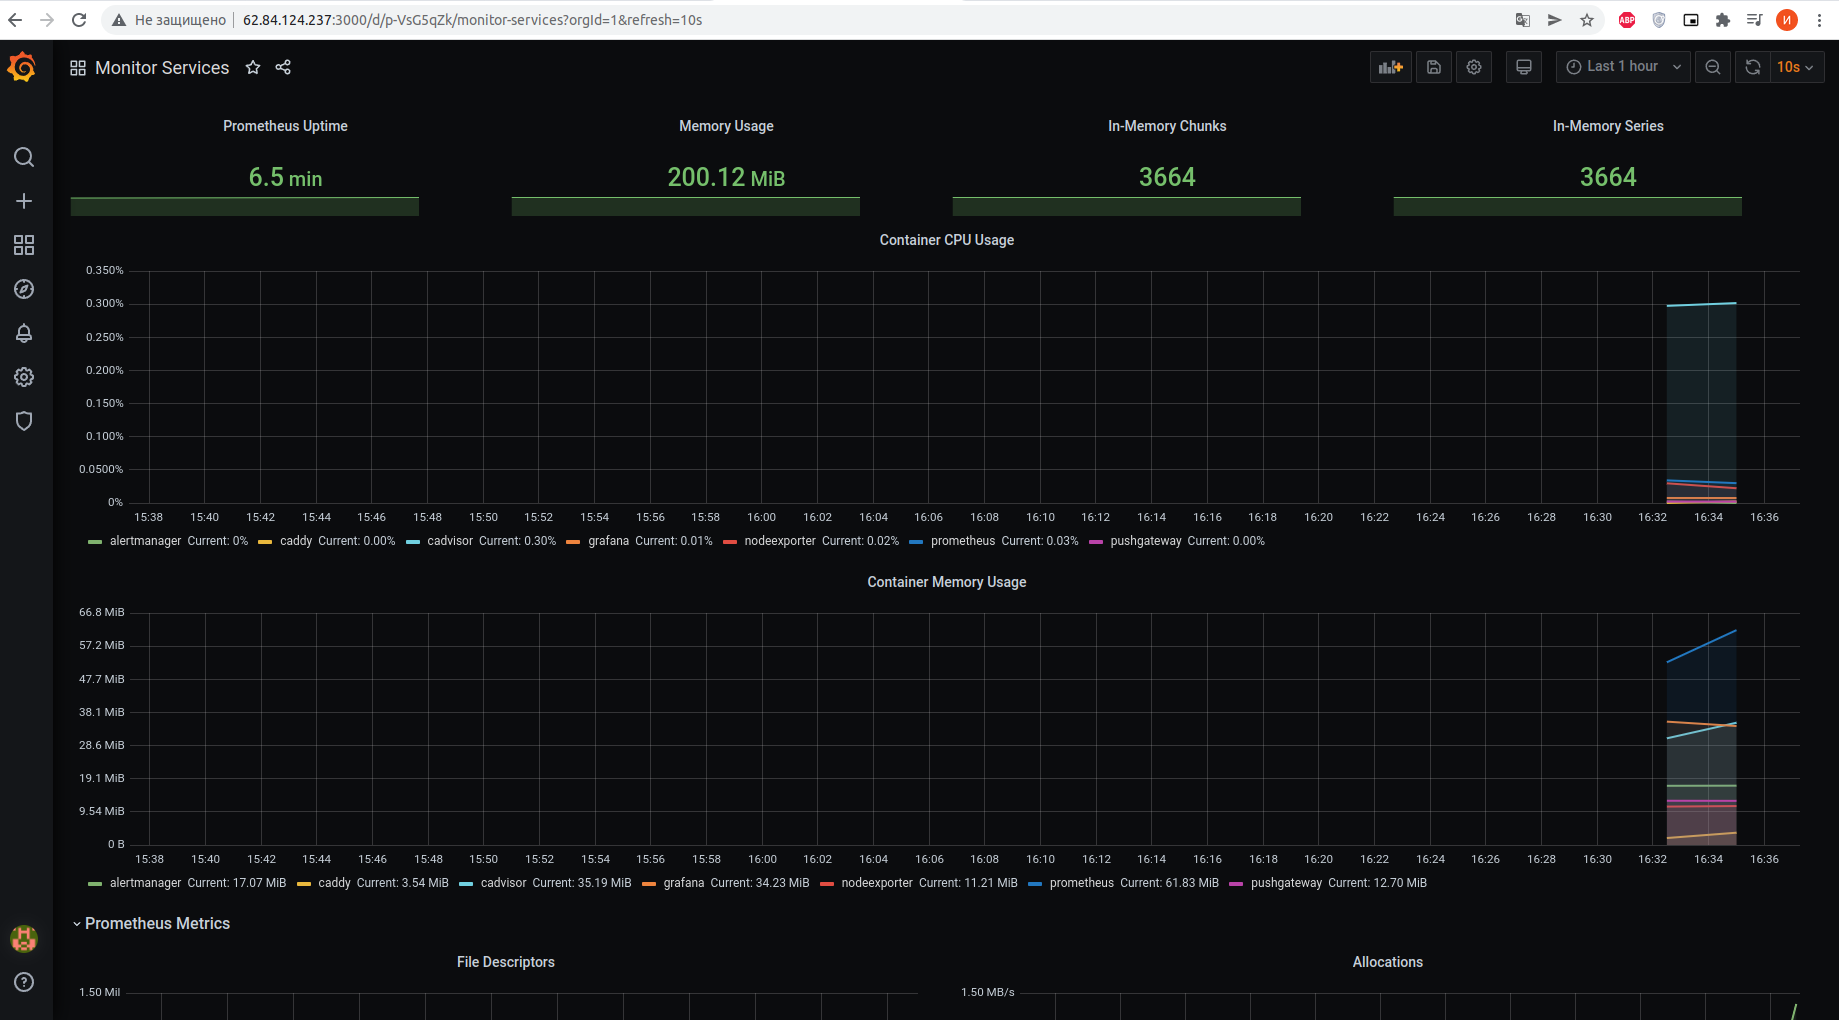 Не защищено 62.84.124.237:3000/d/p-VsG5qZk/monitor-services?orgId=1&refresh=10s ABP И
Monitor Services Last 1 hour 10s
Prometheus Uptime Memory Usage In-Memory Chunks In-Memory Series
6.5 min 200.12 MiB 3664 3664
Container CPU Usage
0.350%
0.300%
0.250%
0.200%
0.150%
0.100%
0.0500%
0%
15:38 15:40 15:42 15:44 15:46 15:48 15:50 15:52 15:54 15:56 15:58 16:00 16:02 16:04 16:06 16:08 16:10 16:12 16:14 16:16 16:18 16:20 16:22 16:24 16:26 16:28 16:30 16:32 16:34 16:36
alertmanager Current: 0% caddy Current: 0.00% cadvisor Current: 0.30% grafana Current: 0.01% nodeexporter Current: 0.02% prometheus Current: 0.03% pushgateway Current: 0.00%
Container Memory Usage
66.8 MiB
57.2 MiB
47.7 MiB
38.1 MiB
28.6 MiB
19.1 MiB
9.54 MiB
0 B
15:38 15:40 15:42 15:44 15:46 15:48 15:50 15:52 15:54 15:56 15:58 16:00 16:02 16:04 16:06 16:08 16:10 16:12 16:14 16:16 16:18 16:20 16:22 16:24 16:26 16:28 16:30 16:32 16:34 16:36
alertmanager Current: 17.07 MiB caddy Current: 3.54 MiB cadvisor Current: 35.19 MiB grafana Current: 34.23 MiB nodeexporter Current: 11.21 MiB prometheus Current: 61.83 MiB pushgateway Current: 12.70 MiB
Prometheus Metrics
File Descriptors Allocations
1.50 Mil 1.50 MB/s